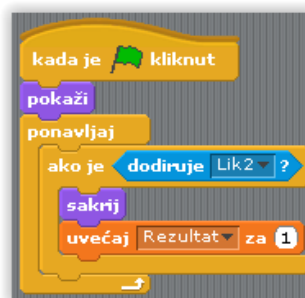 kada je kliknut
pokaži
ponavljaj
ako je dodiruje Lik2 ?
sakrij
uvećaj Rezultat za 1